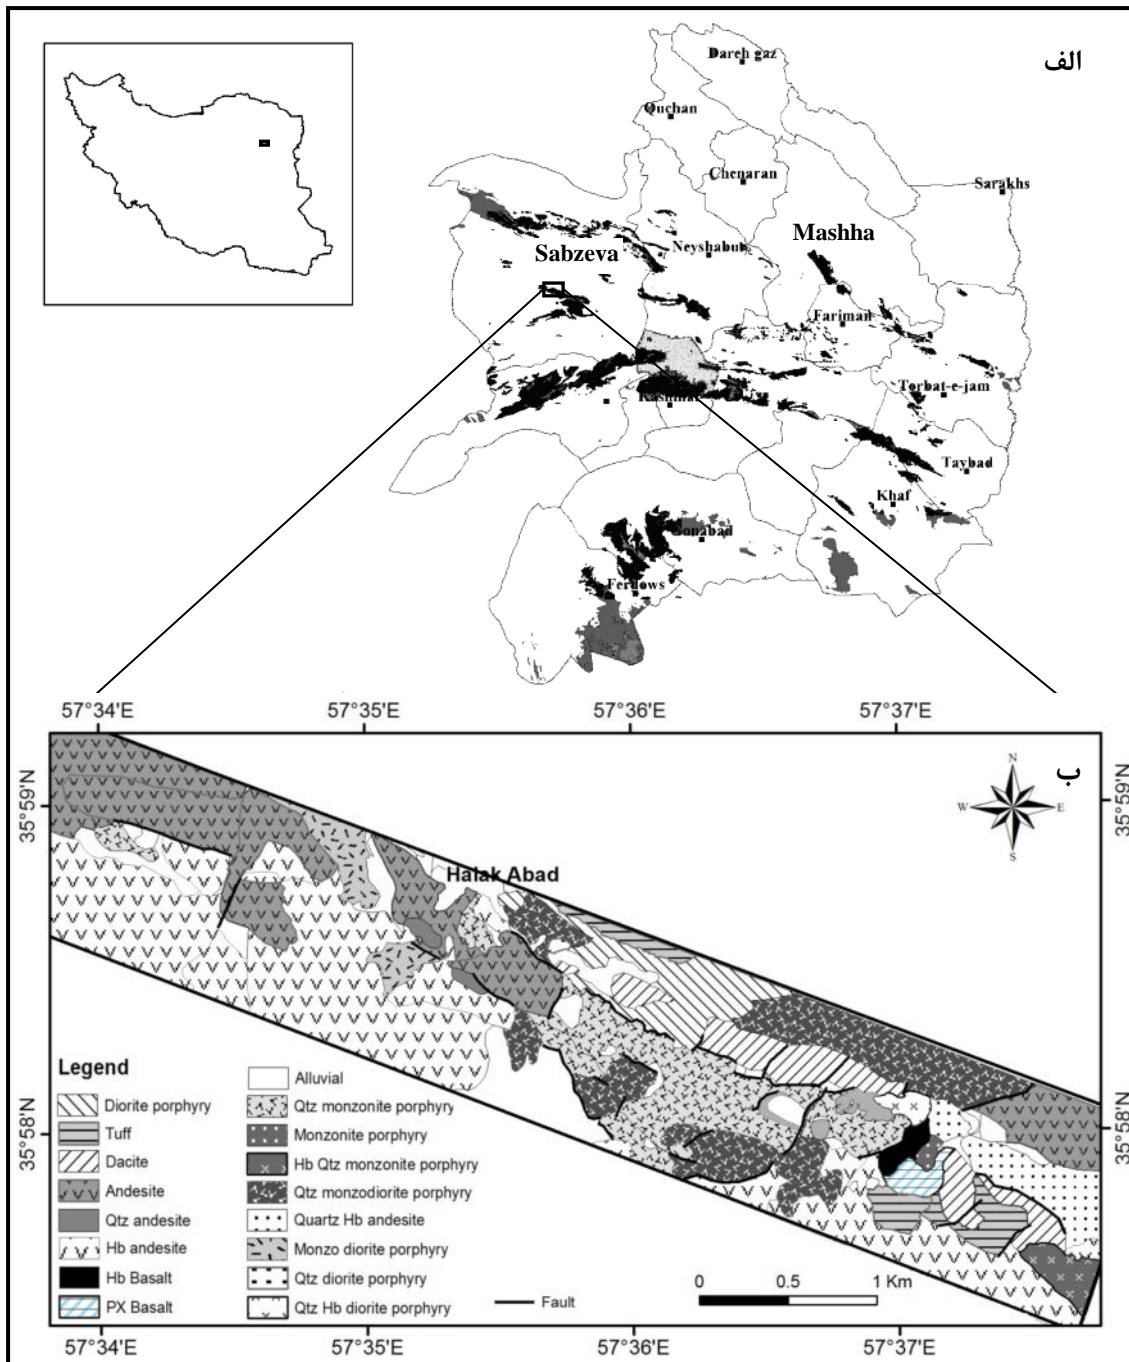 الف
Dareh gaz
Quchan
Chenaran
Sarakhs
Mashha
Neyshabur
Sabzeva
Fariman
Torbat-e-jam
Taybad
Khaf
Gonabad
Ferdows
57°34'E 57°35'E 57°36'E 57°37'E
ب
N
W E
S
35°59'N 35°59'N
Halak Abad
35°58'N 35°58'N
Legend
Diorite porphyry
Tuff
Dacite
Andesite
Qtz andesite
Hb andesite
Hb Basalt
PX Basalt
Alluvial
Qtz monzonite porphyry
Monzonite porphyry
Hb Qtz monzonite porphyry
Qtz monzodiorite porphyry
Quartz Hb andesite
Monzo diorite porphyry
Qtz diorite porphyry
Qtz Hb diorite porphyry
Fault
0 0.5 1 Km
57°34'E 57°35'E 57°36'E 57°37'E